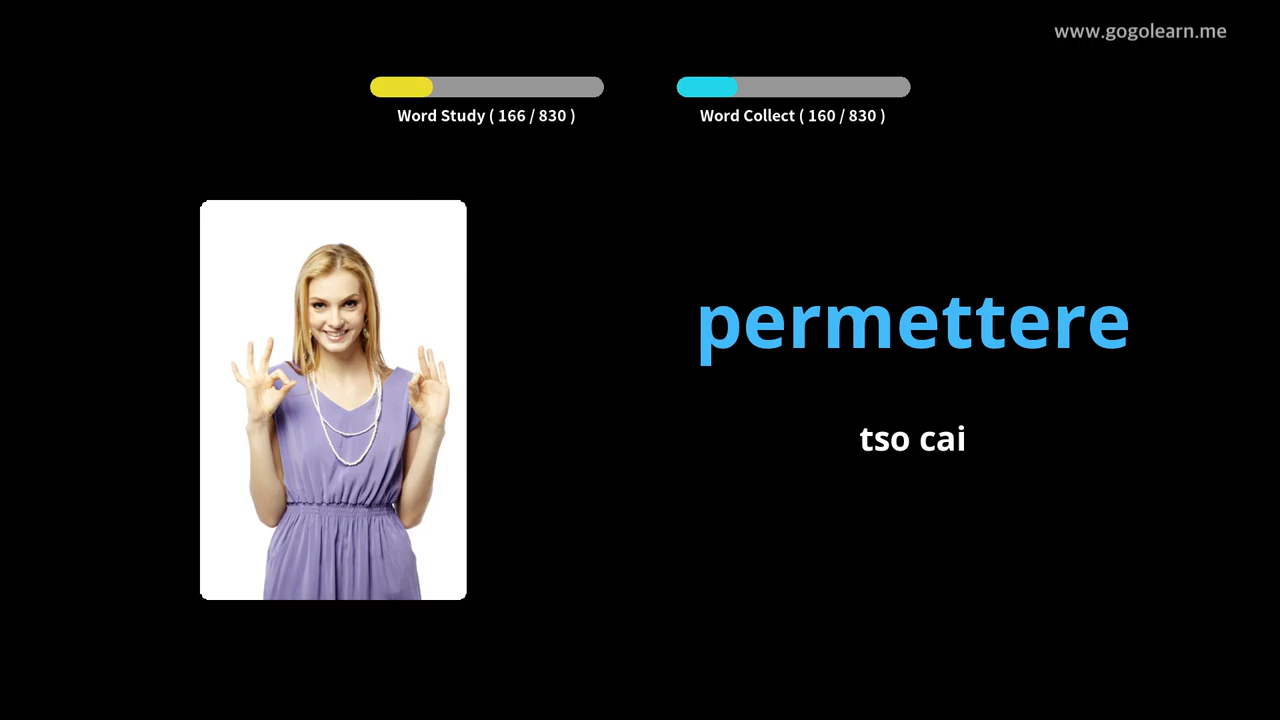 www.gogolearn.me
Word Study ( 166 / 830 )
Word Collect ( 160 / 830 )
permettere
tso cai